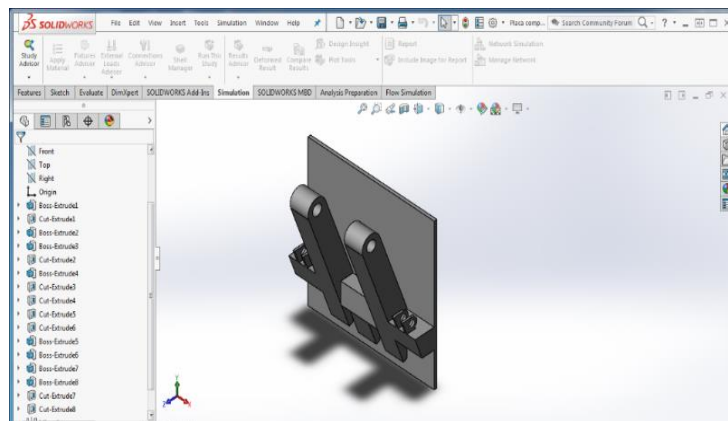 SOLIDWORKS File Edit View Insert Tools Simulation Window Help Placa comp... Search Community Forum
Study Advisor Apply Material Fixtures Advisor External Loads Advisor Connections Advisor Shell Manager Run This Study Results Advisor Deformed Result Compare Results Design Insight Report Network Simulation
Plot Tools Include Image for Report Manage Network
Features Sketch Evaluate DimXpert SOLIDWORKS Add-Ins Simulation SOLIDWORKS MBD Analysis Preparation Flow Simulation
Front
Top
Right
Origin
Boss-Extrude1
Cut-Extrude1
Boss-Extrude2
Boss-Extrude3
Cut-Extrude2
Boss-Extrude4
Cut-Extrude3
Cut-Extrude4
Cut-Extrude5
Cut-Extrude6
Boss-Extrude5
Boss-Extrude6
Boss-Extrude7
Boss-Extrude8
Cut-Extrude7
Cut-Extrude8
Y
Z
X